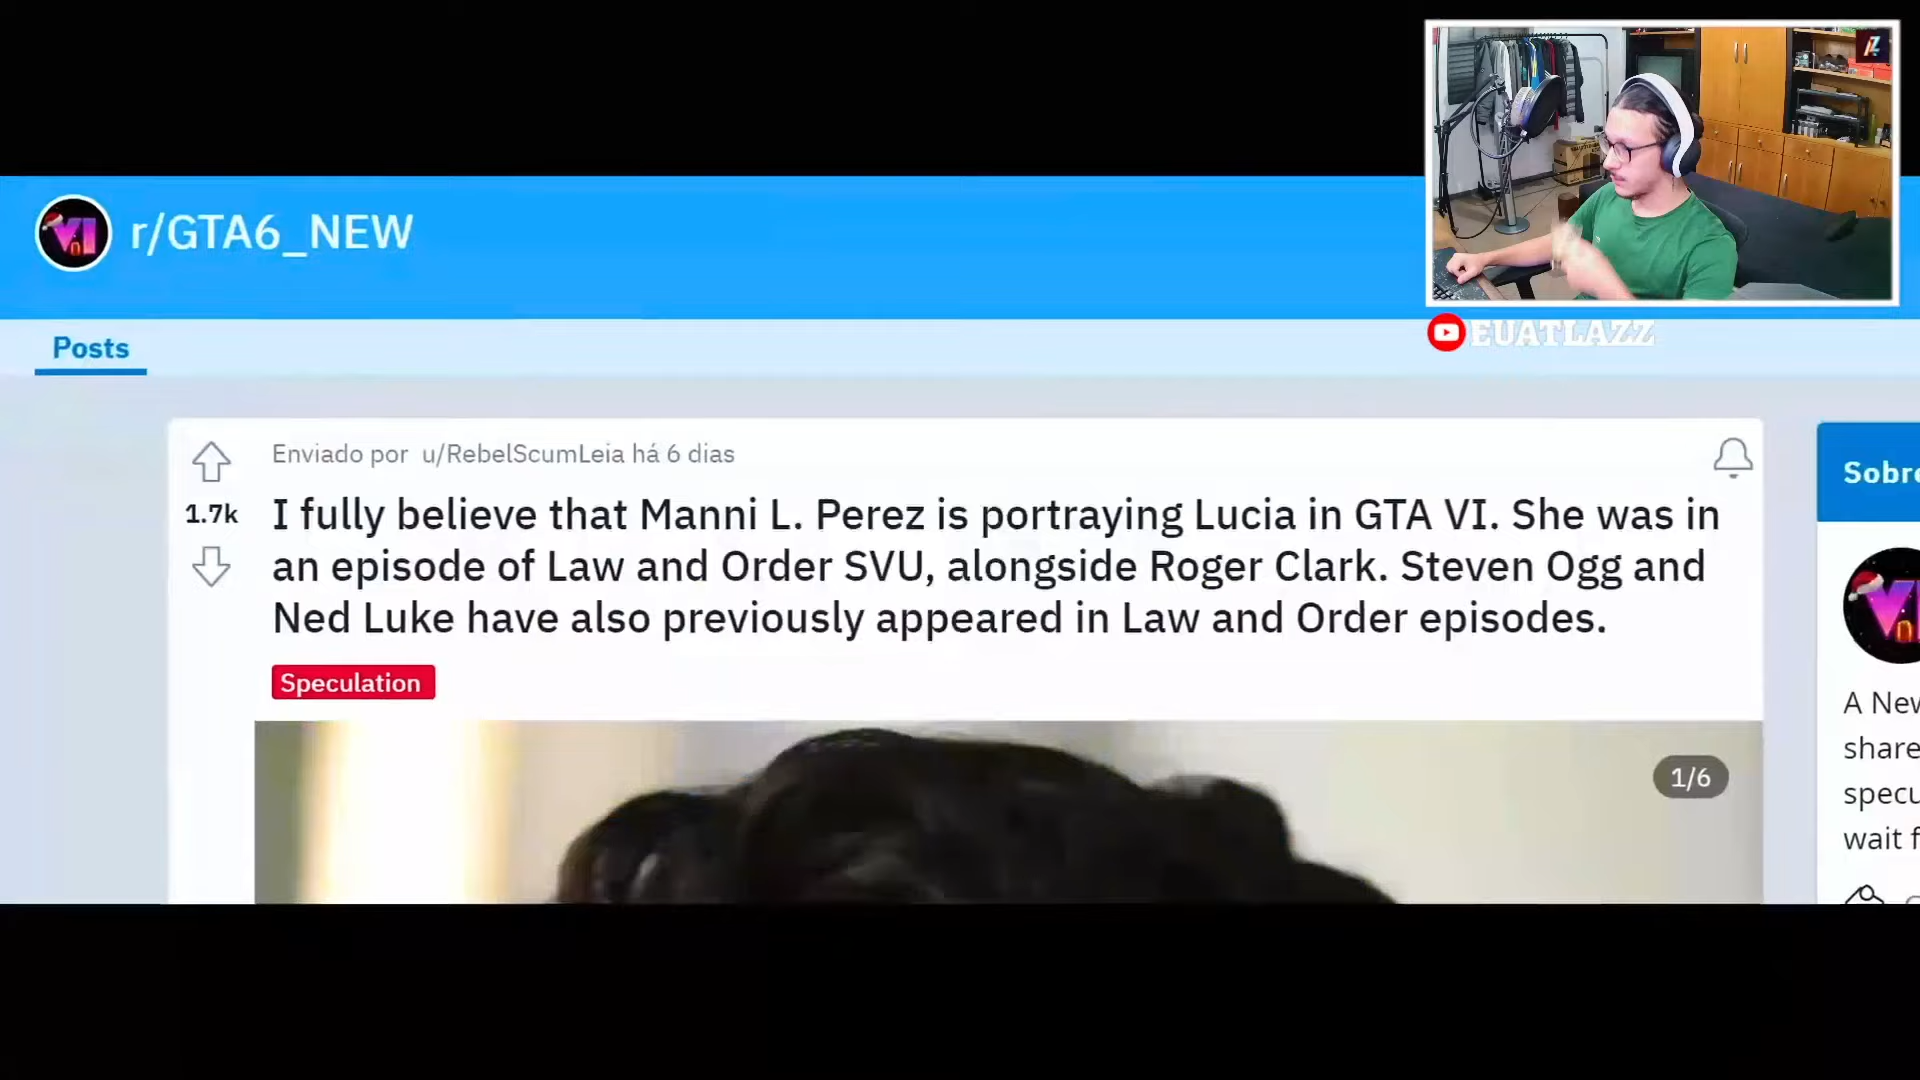 r/GTA6_NEW
EUATLAZZ
Posts
Enviado por u/RebelScumLeia há 6 dias
1.7k
I fully believe that Manni L. Perez is portraying Lucia in GTA VI. She was in
an episode of Law and Order SVU, alongside Roger Clark. Steven Ogg and
Ned Luke have also previously appeared in Law and Order episodes.
Speculation
1/6
Sobre
VI
A New
share
specu
wait f